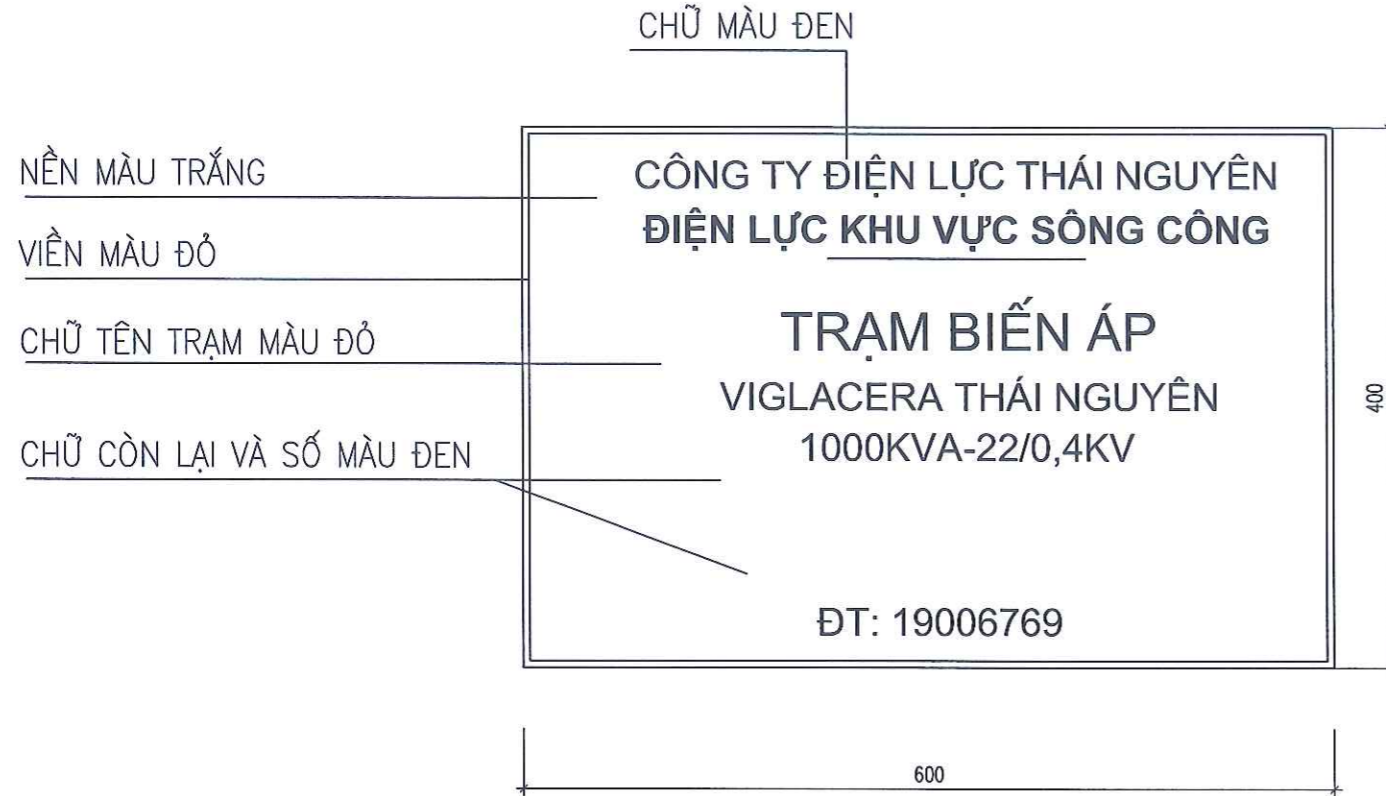 CHỮ MÀU ĐEN
NỀN MÀU TRẮNG
VIỀN MÀU ĐỎ
CHỮ TÊN TRẠM MÀU ĐỎ
CHỮ CÒN LẠI VÀ SỐ MÀU ĐEN
CÔNG TY ĐIỆN LỰC THÁI NGUYÊN
ĐIỆN LỰC KHU VỰC SÔNG CÔNG
TRẠM BIẾN ÁP
VIGLACERA THÁI NGUYÊN
1000KVA-22/0,4KV
ĐT: 19006769
400
600